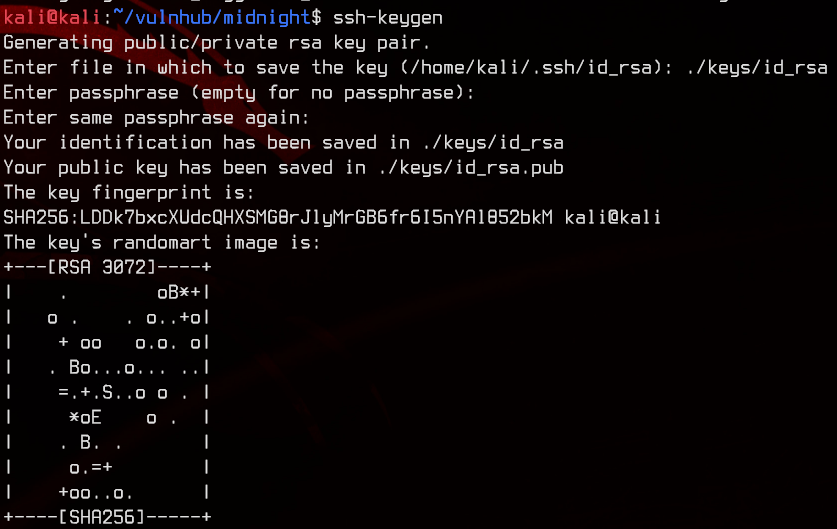 kali@kali:~/vulnhub/midnight$ ssh-keygen
Generating public/private rsa key pair.
Enter file in which to save the key (/home/kali/.ssh/id_rsa): ./keys/id_rsa
Enter passphrase (empty for no passphrase):
Enter same passphrase again:
Your identification has been saved in ./keys/id_rsa
Your public key has been saved in ./keys/id_rsa.pub
The key fingerprint is:
SHA256:LDDk7bxcXUdcQHXSMG8rJlyMrGB6fr6I5nYAl852bkM kali@kali
The key's randomart image is:
+---[RSA 3072]----+
|    .        oB*+|
|   o .    . o..+o|
|    + oo   o.o. o|
|   . Bo...o... ..|
|    =.+.S..o o . |
|     *oE    o .  |
|    . B. .       |
|     o.=+        |
|    +oo..o.      |
+----[SHA256]-----+